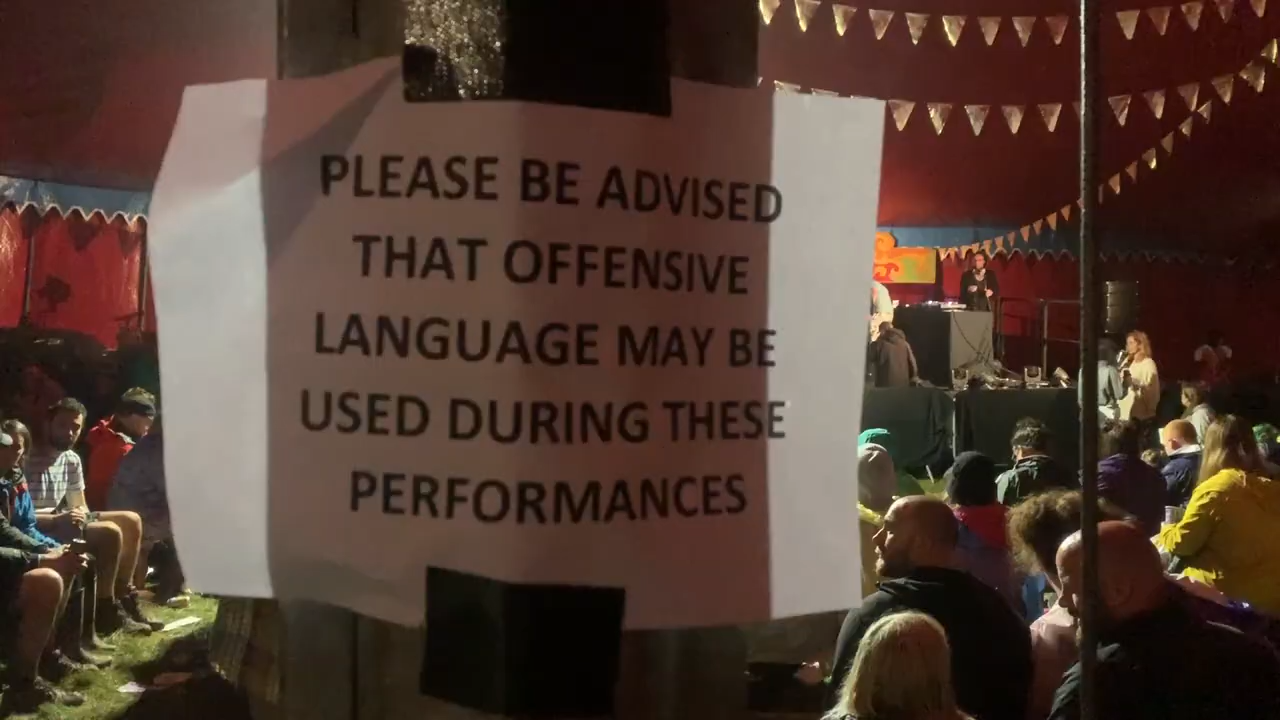 PLEASE BE ADVISED
THAT OFFENSIVE
LANGUAGE MAY BE
USED DURING THESE
PERFORMANCES